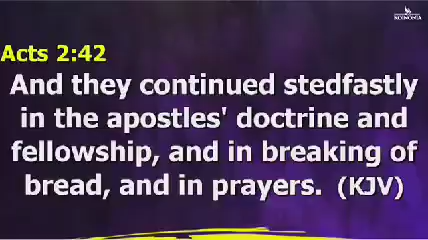 KOINONIA
Acts 2:42
And they continued stedfastly
in the apostles' doctrine and
fellowship, and in breaking of
bread, and in prayers. (KJV)